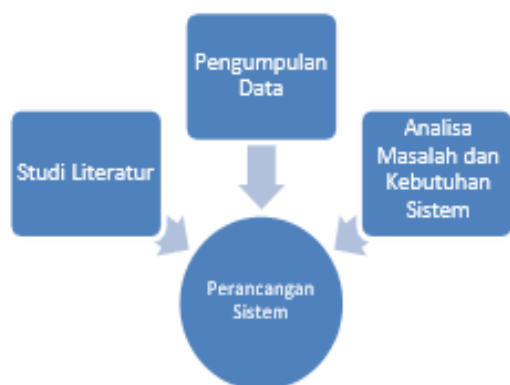 Pengumpulan
Data
Studi Literatur
Analisa
Masalah dan
Kebutuhan
Sistem
Perancangan
Sistem